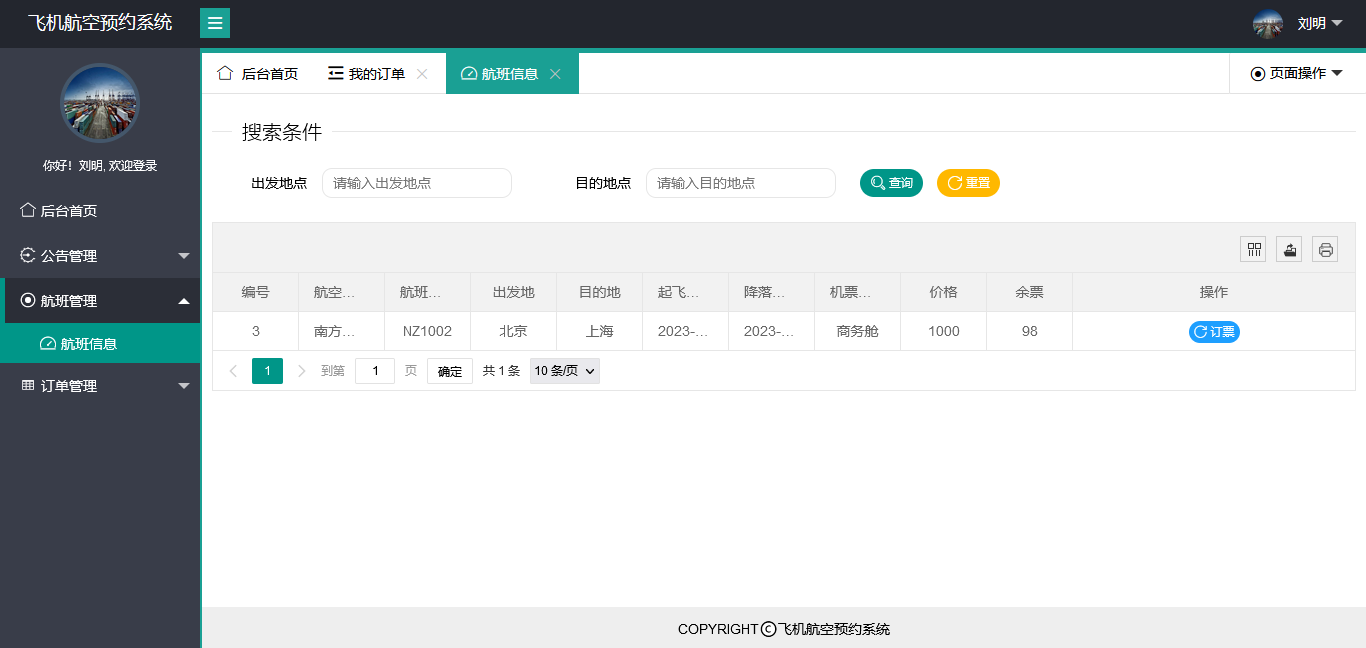 飞机航空预约系统
刘明
你好！刘明, 欢迎登录
后台首页
公告管理
航班管理
航班信息
订单管理
后台首页 我的订单 航班信息 页面操作
搜索条件
出发地点 请输入出发地点 目的地点 请输入目的地点 查询 重置
编号 航空... 航班... 出发地 目的地 起飞... 降落... 机票... 价格 余票 操作
3 南方... NZ1002 北京 上海 2023-... 2023-... 商务舱 1000 98 订票
1 到第 1 页 确定 共 1 条 10 条/页
COPYRIGHT©飞机航空预约系统